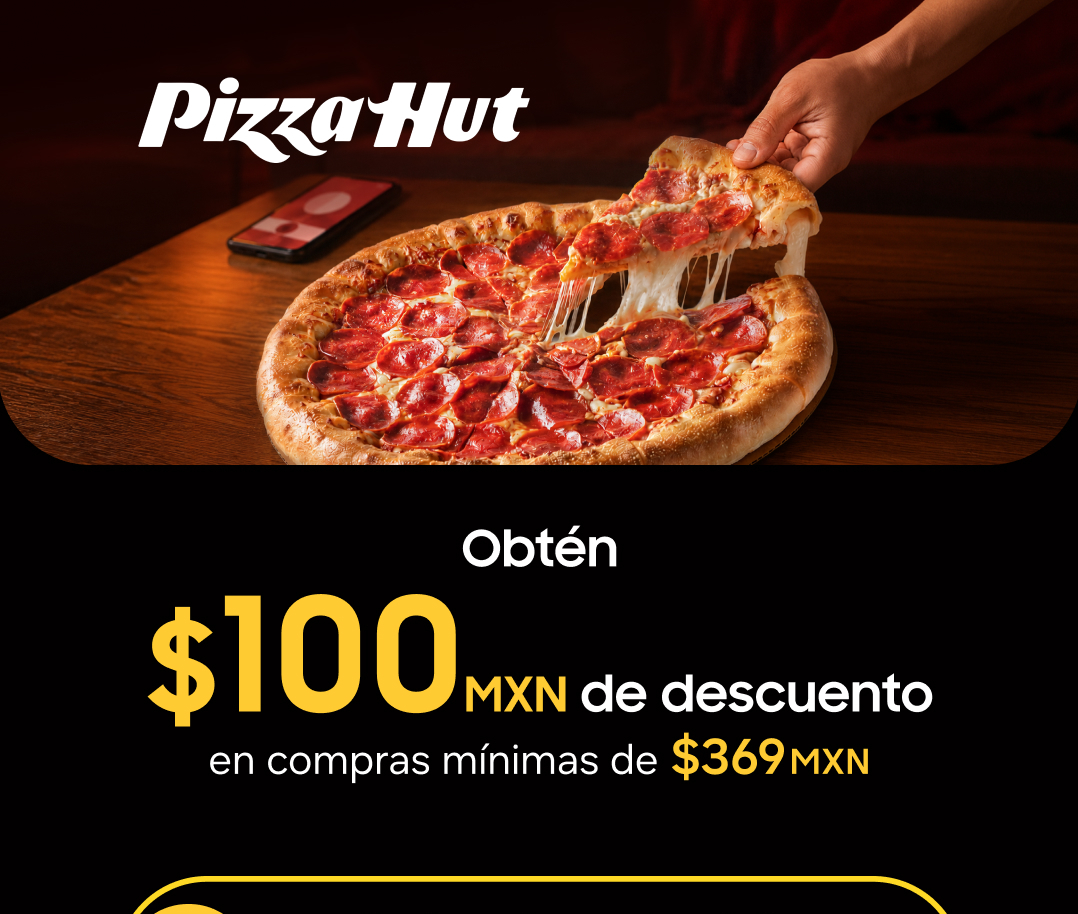 Pizza Hut
Obtén
$100 MXN de descuento
en compras mínimas de $369 MXN